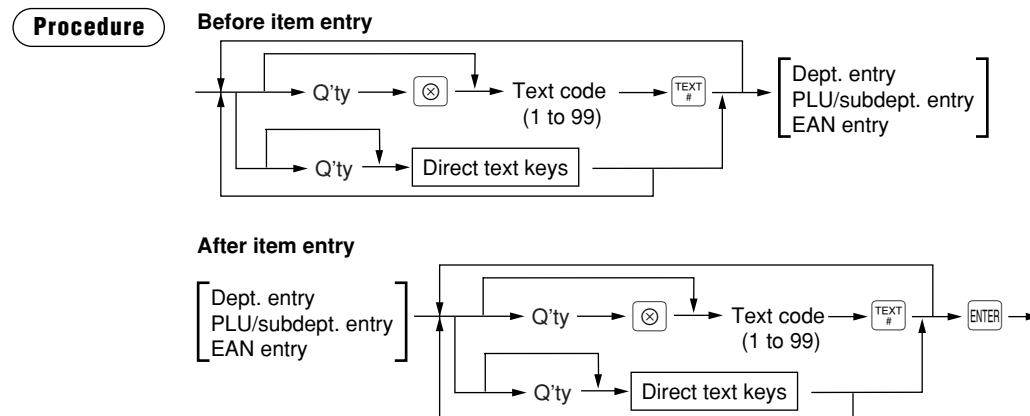 Procedure
Before item entry
Q'ty
⊗
Text code
(1 to 99)
TEXT
#
Dept. entry
PLU/subdept. entry
EAN entry
Q'ty
Direct text keys
After item entry
Dept. entry
PLU/subdept. entry
EAN entry
Q'ty
⊗
Text code
(1 to 99)
TEXT
#
ENTER
Q'ty
Direct text keys